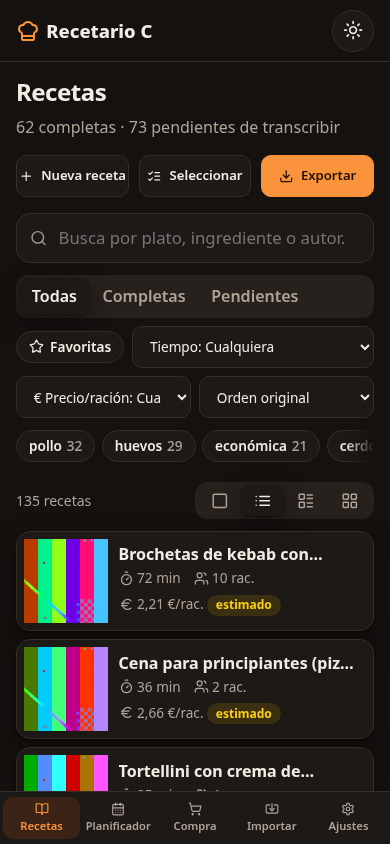 Recetario C
Recetas
62 completas · 73 pendientes de transcribir
Nueva receta
Seleccionar
Exportar
Busca por plato, ingrediente o autor.
Todas Completas Pendientes
Favoritas
Tiempo: Cualquiera
€ Precio/ración: Cua
Orden original
pollo 32
huevos 29
económica 21
135 recetas
Brochetas de kebab con...
72 min 10 rac.
€ 2,21 €/rac. estimado
Cena para principiantes (piz...
36 min 2 rac.
€ 2,66 €/rac. estimado
Tortellini con crema de...
Recetas Planificador Compra Importar Ajustes